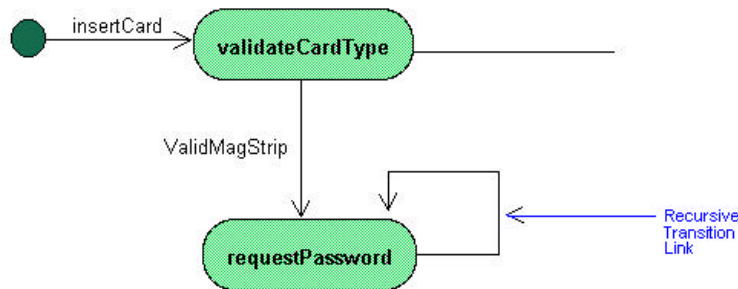 insertCard
validateCardType
ValidMagStrip
requestPassword
Recursive
Transition
Link